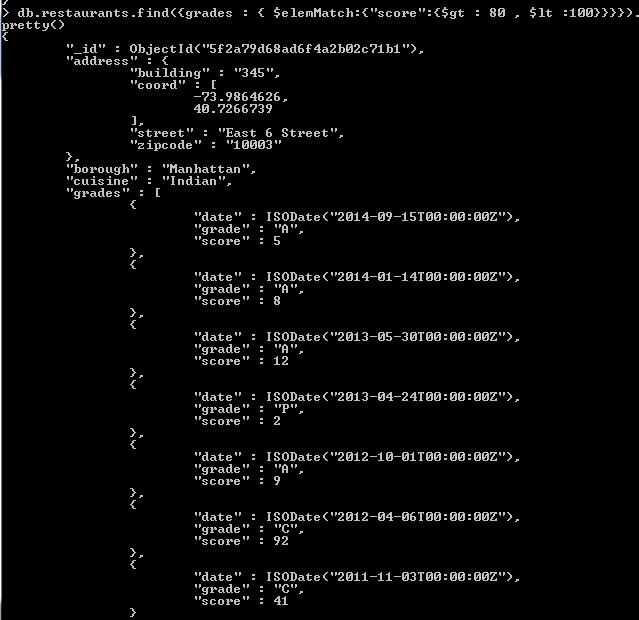 > db.restaurants.find({grades : { $elemMatch:{"score":{$gt : 80 , $lt :100}}}}).
pretty()
{
"_id" : ObjectId("5f2a79d68ad6f4a2b02c71b1"),
"address" : {
"building" : "345",
"coord" : [
-73.9864626,
40.7266739
],
"street" : "East 6 Street",
"zipcode" : "10003"
},
"borough" : "Manhattan",
"cuisine" : "Indian",
"grades" : [
{
"date" : ISODate("2014-09-15T00:00:00Z"),
"grade" : "A",
"score" : 5
},
{
"date" : ISODate("2014-01-14T00:00:00Z"),
"grade" : "A",
"score" : 8
},
{
"date" : ISODate("2013-05-30T00:00:00Z"),
"grade" : "A",
"score" : 12
},
{
"date" : ISODate("2013-04-24T00:00:00Z"),
"grade" : "P",
"score" : 2
},
{
"date" : ISODate("2012-10-01T00:00:00Z"),
"grade" : "A",
"score" : 9
},
{
"date" : ISODate("2012-04-06T00:00:00Z"),
"grade" : "C",
"score" : 92
},
{
"date" : ISODate("2011-11-03T00:00:00Z"),
"grade" : "C",
"score" : 41
}